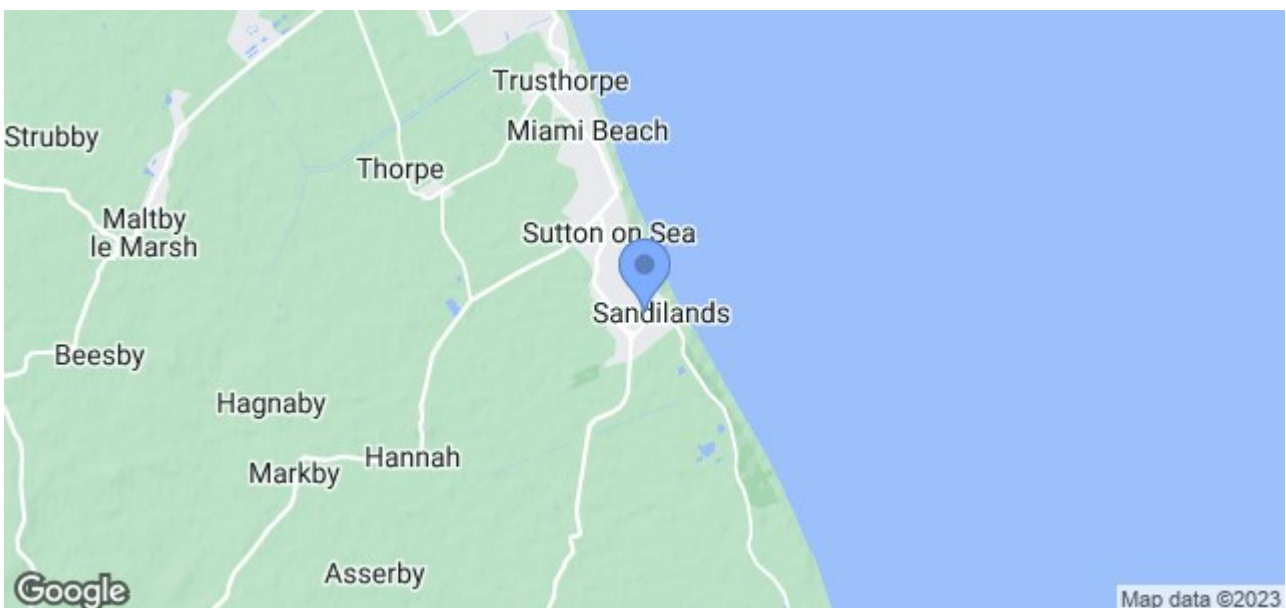 Trusthorpe
Miami Beach
Strubby
Thorpe
Maltby
le Marsh
Sutton on Sea
Sandilands
Beesby
Hagnaby
Hannah
Markby
Asserby
Google
Map data ©2023